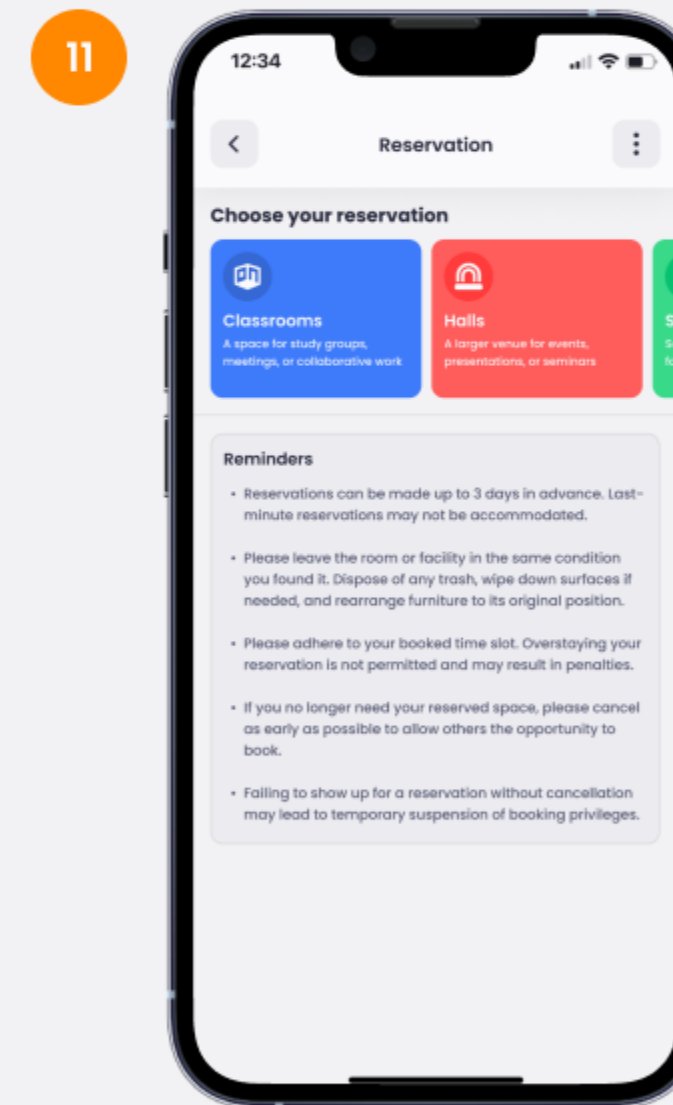 11
12:34
Reservation
Choose your reservation
Classrooms
A space for study groups,
meetings, or collaborative work
Halls
A larger venue for events,
presentations, or seminars
Reminders
• Reservations can be made up to 3 days in advance. Last-
minute reservations may not be accommodated.
• Please leave the room or facility in the same condition
you found it. Dispose of any trash, wipe down surfaces if
needed, and rearrange furniture to its original position.
• Please adhere to your booked time slot. Overstaying your
reservation is not permitted and may result in penalties.
• If you no longer need your reserved space, please cancel
as early as possible to allow others the opportunity to
book.
• Failing to show up for a reservation without cancellation
may lead to temporary suspension of booking privileges.